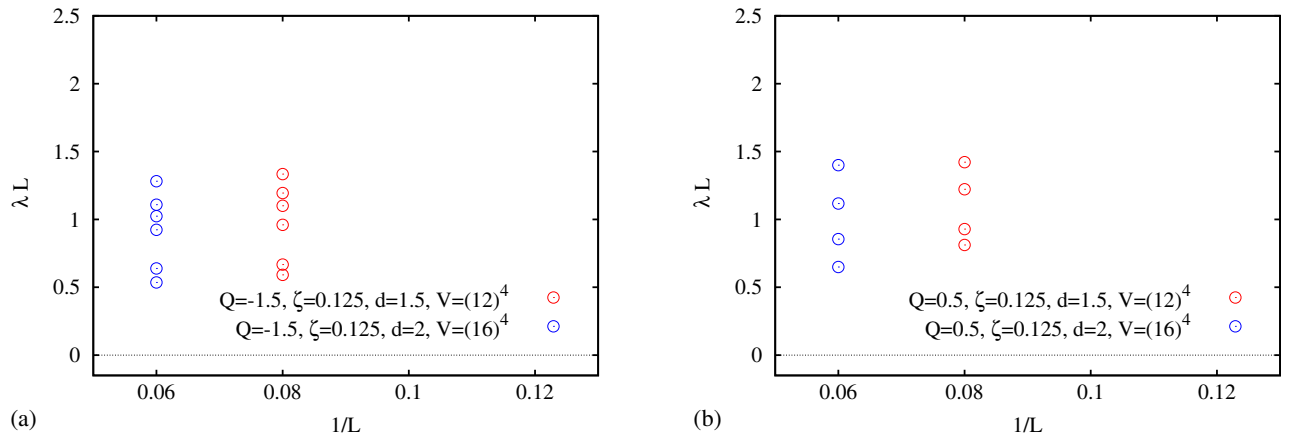 2.5
2
1.5
1
0.5
0
λ L
Q=-1.5, ζ=0.125, d=1.5, V=(12)^4
Q=-1.5, ζ=0.125, d=2, V=(16)^4
0.06 0.08 0.1 0.12
(a) 1/L
2.5
2
1.5
1
0.5
0
λ L
Q=0.5, ζ=0.125, d=1.5, V=(12)^4
Q=0.5, ζ=0.125, d=2, V=(16)^4
0.06 0.08 0.1 0.12
(b) 1/L